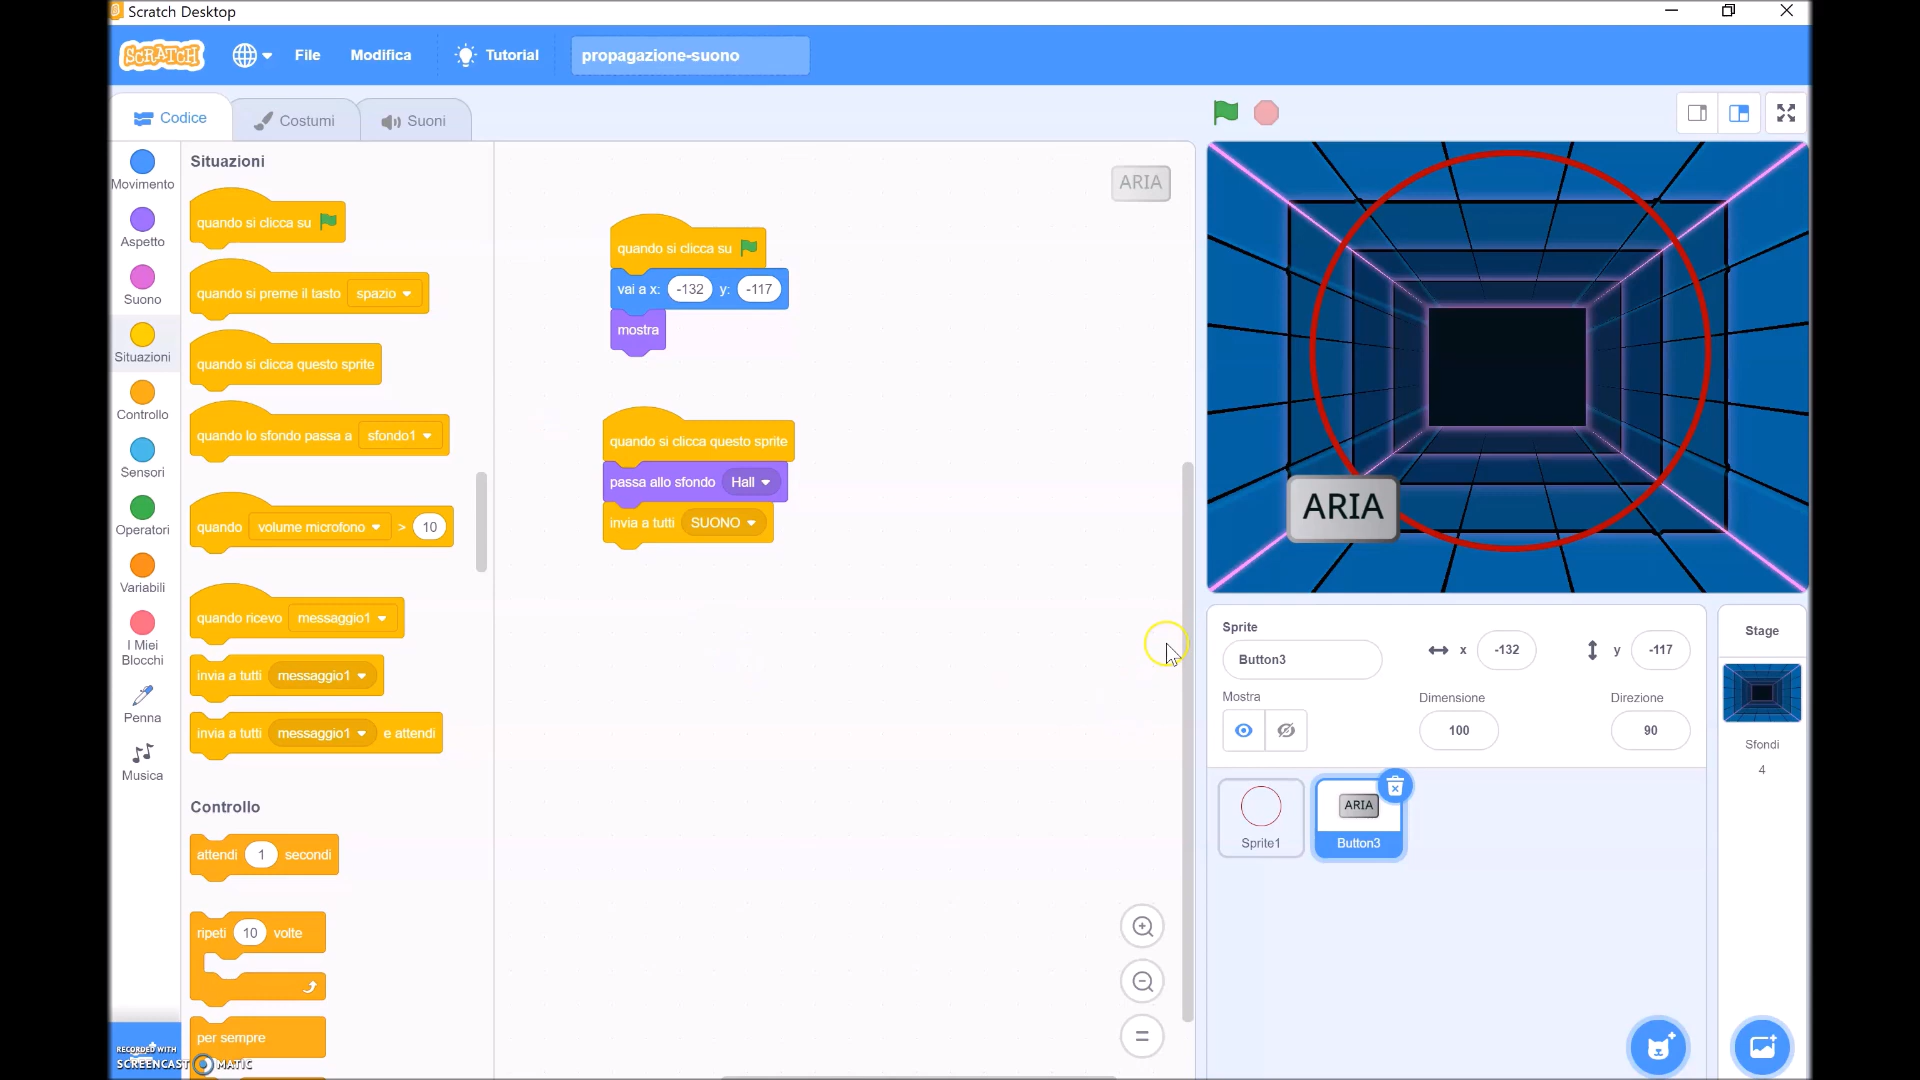 Scratch Desktop
SCRATCH
File
Modifica
Tutorial
propagazione-suono
Codice
Costumi
Suoni
Movimento
Aspetto
Suono
Situazioni
Controllo
Sensori
Operatori
Variabili
I Miei
Blocchi
Penna
Musica
Situazioni
quando si clicca su
quando si preme il tasto spazio
quando si clicca questo sprite
quando lo sfondo passa a sfondo1
quando volume microfono > 10
quando ricevo messaggio1
invia a tutti messaggio1
invia a tutti messaggio1 e attendi
Controllo
attendi 1 secondi
ripeti 10 volte
per sempre
RECORDED WITH
SCREENCAST MATIC
ARIA
quando si clicca su
vai a x: -132 y: -117
mostra
quando si clicca questo sprite
passa allo sfondo Hall
invia a tutti SUONO
ARIA
Sprite
Button3
x -132
y -117
Mostra
Dimensione
100
Direzione
90
Sprite1
ARIA
Button3
Stage
Sfondi
4